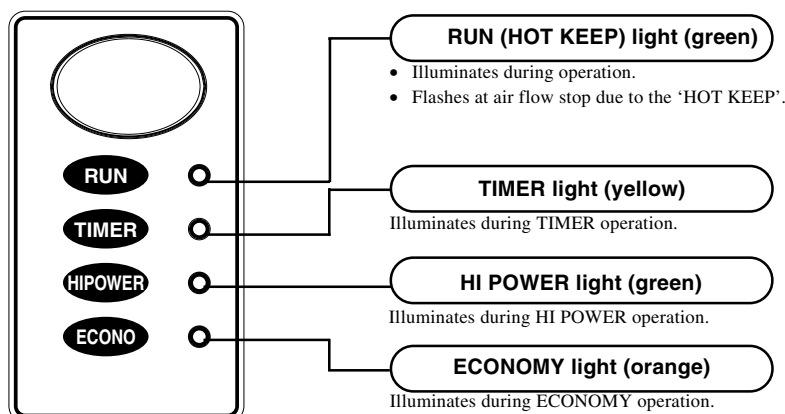 RUN (HOT KEEP) light (green)
• Illuminates during operation.
• Flashes at air flow stop due to the ‘HOT KEEP’.
RUN
TIMER light (yellow)
TIMER
Illuminates during TIMER operation.
HIPOWER
HI POWER light (green)
Illuminates during HI POWER operation.
ECONO
ECONOMY light (orange)
Illuminates during ECONOMY operation.